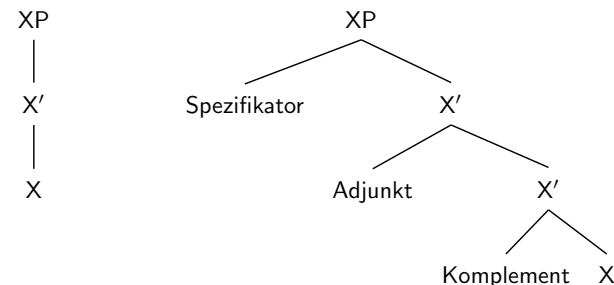 XP XP
X′ Spezifikator X′
X Adjunkt X′
Komplement X